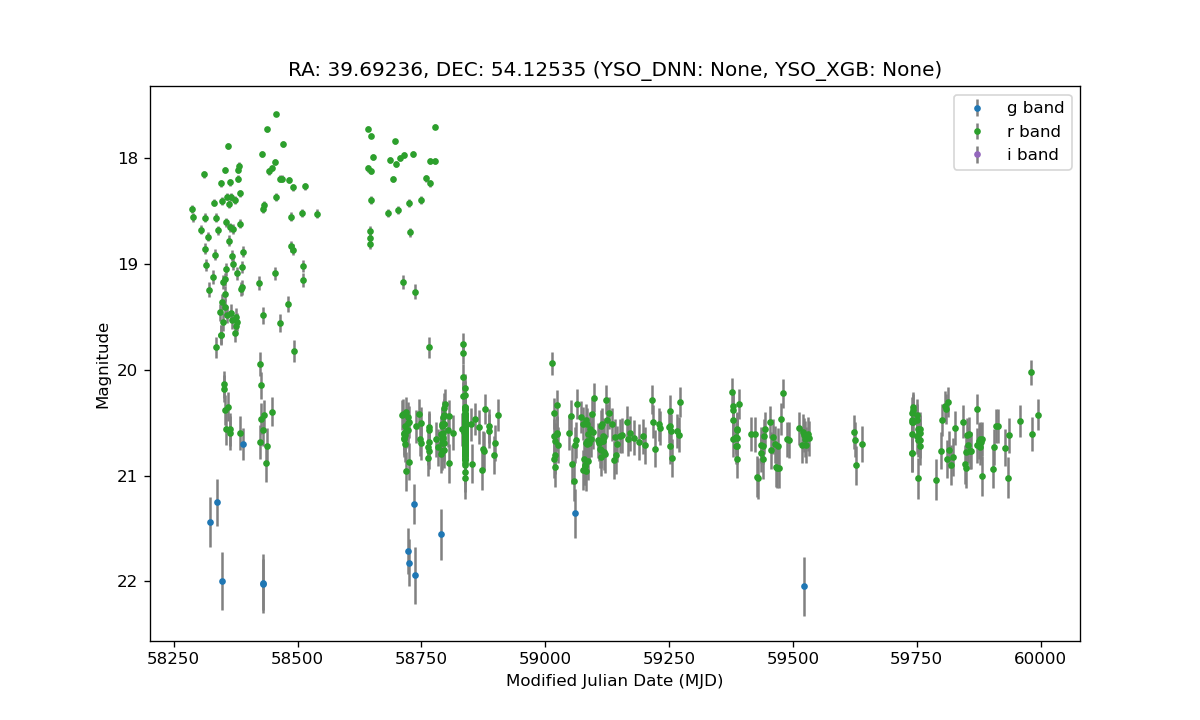 RA: 39.69236, DEC: 54.12535 (YSO_DNN: None, YSO_XGB: None)
g band
r band
i band
18
19
20
21
22
Magnitude
58250 58500 58750 59000 59250 59500 59750 60000
Modified Julian Date (MJD)